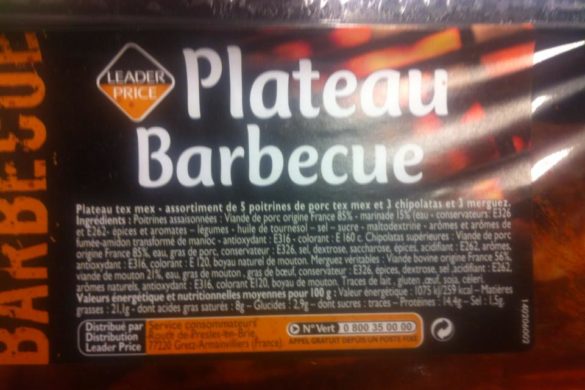 BARBECUE
LEADER
PRICE
Plateau
Barbecue
Plateau tex mex - assortiment de 5 poitrines de porc tex mex et 3 chipolatas et 3 merguez.
Ingrédients : Poitrines assaisonnées : Viande de porc origine France 85% - marinade 15% (eau - conservateurs : E326
et E262- épices et aromates – légumes - huile de tournesol – sel – sucre - maltodextrine – arômes et arômes de
fumée-amidon transformé de manioc - antioxydant : E316 - colorant : E 160 c. Chipolatas supérieures : Viande de porc
origine France 85%, eau, gras de porc, conservateur : E326, sel, dextrose, saccharose, épices, acidifiant : E262, arômes,
antioxydant : E316, colorant : E 120, boyau naturel de mouton. Merguez véritables : Viande bovine origine France 56%,
viande de mouton 21%, eau, gras de mouton, gras de bœuf, conservateur : E326, épices, dextrose, sel, acidifiant : E262,
arômes naturels, antioxydant : E316, colorant E120, boyau de mouton. Traces de lait, gluten, œuf, soja, céleri
Valeurs énergétique et nutritionnelles moyennes pour 100 g : Valeur énergétique : 1075 kJ/259 kcal – Matières
grasses : 21,1g – dont acides gras saturés : 8g – Glucides : 2,9g – dont sucres : traces – Protéines : 14,4g – Sel : 1,5g.
Distribué par
Distribution
Leader Price
Service consommateurs
Route de Presles-en-Brie,
77220 Gretz-Armainvilliers (France).
N° Vert 0 800 35 00 00
APPEL GRATUIT DEPUIS UN POSTE FIXE